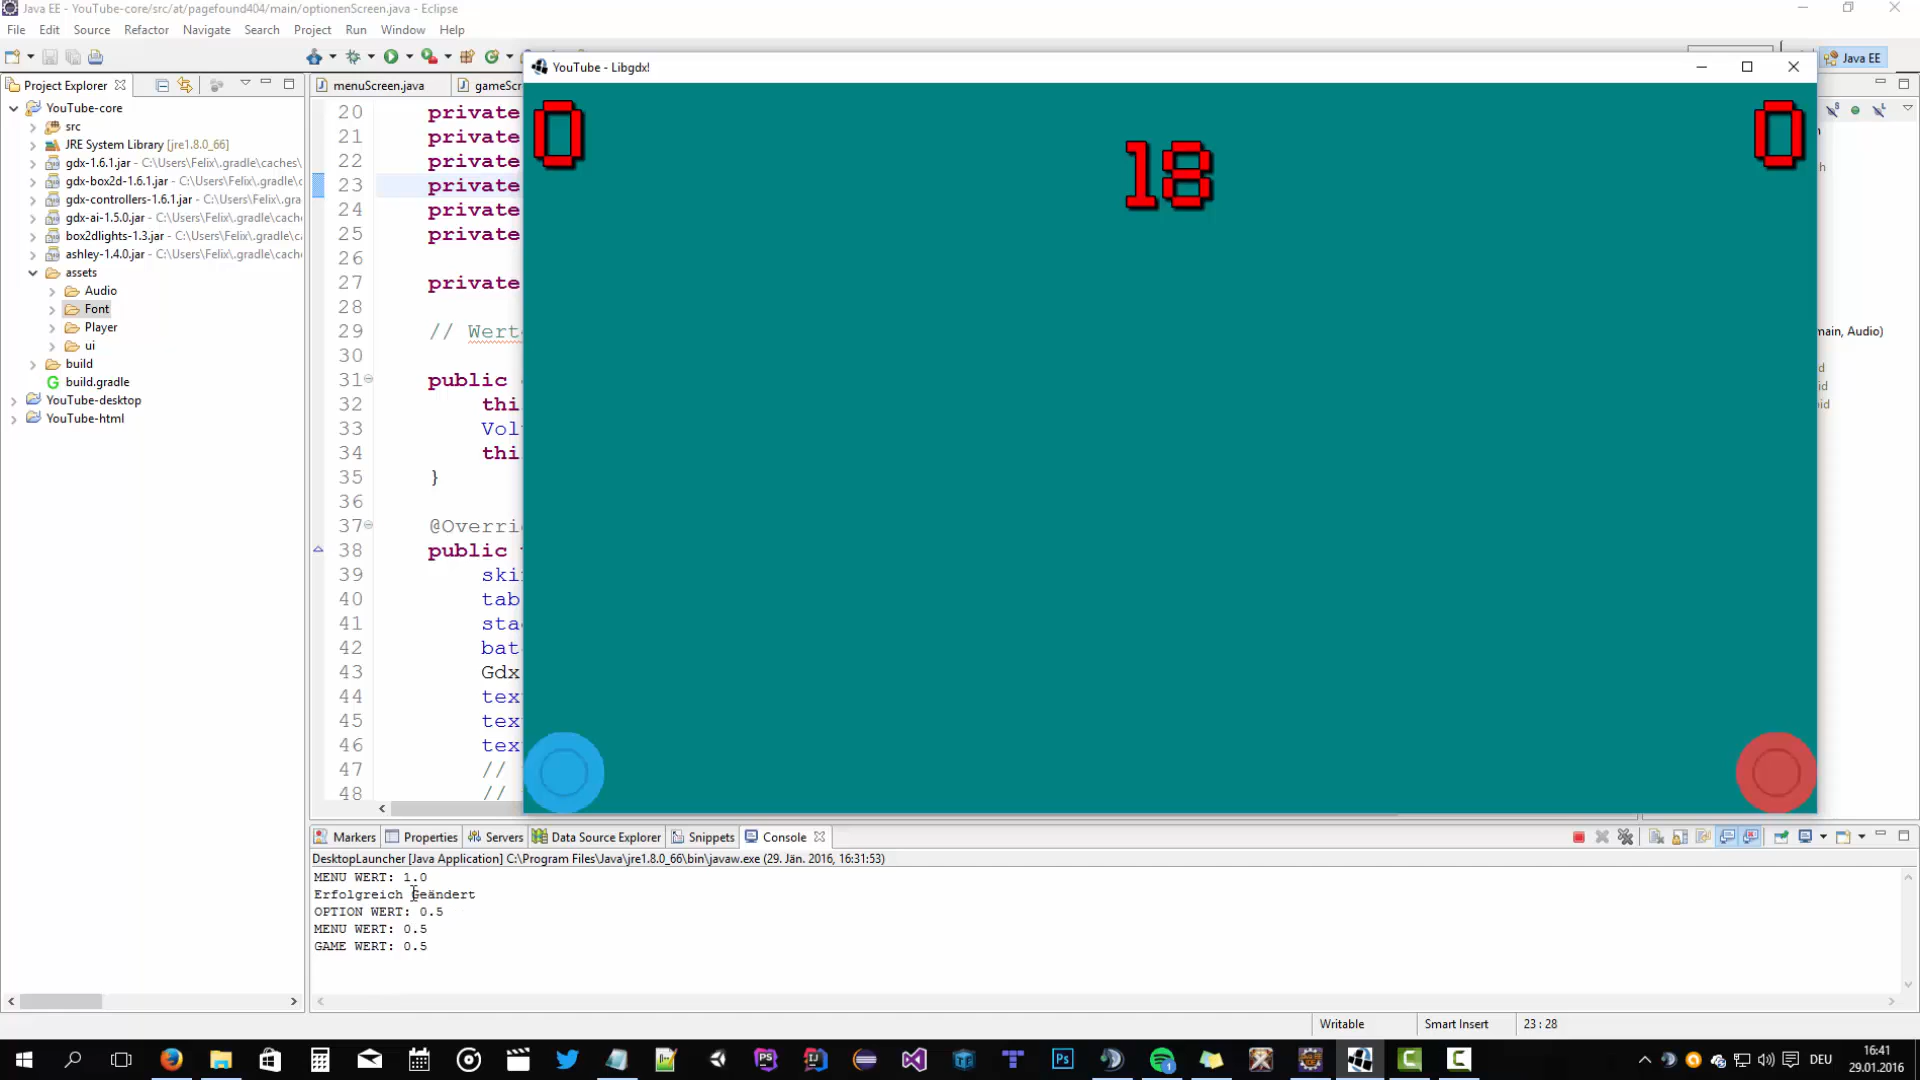 Java EE - YouTube-core/src/at/pagefound404/main/optionenScreen.java - Eclipse
File Edit Source Refactor Navigate Search Project Run Window Help
Java EE
Project Explorer
YouTube-core
src
JRE System Library [jre1.8.0_66]
gdx-1.6.1.jar - C:\Users\Felix\.gradle\caches\
gdx-box2d-1.6.1.jar - C:\Users\Felix\.gradle\
gdx-controllers-1.6.1.jar - C:\Users\Felix\.g
gdx-ai-1.5.0.jar - C:\Users\Felix\.gradle\cach
box2dlights-1.3.jar - C:\Users\Felix\.gradle\c
ashley-1.4.0.jar - C:\Users\Felix\.gradle\cach
assets
Audio
Font
Player
ui
build
build.gradle
YouTube-desktop
YouTube-html
menuScreen.java gameScr
20 private
21 private
22 private
23 private
24 private
25 private
26
27 private
28
29 // Wert
30
31 public
32 thi
33 Vol
34 thi
35 }
36
37 @Overri
38 public
39 ski
40 tab
41 sta
42 bat
43 Gdx
44 tex
45 tex
46 tex
47 //
48 //
YouTube - Libgdx!
0
18
0
main, Audio)
Markers Properties Servers Data Source Explorer Snippets Console
DesktopLauncher [Java Application] C:\Program Files\Java\jre1.8.0_66\bin\javaw.exe (29. Jän. 2016, 16:31:53)
MENU WERT: 1.0
Erfolgreich Geändert
OPTION WERT: 0.5
MENU WERT: 0.5
GAME WERT: 0.5
Writable Smart Insert 23 : 28
DEU
16:41
29.01.2016